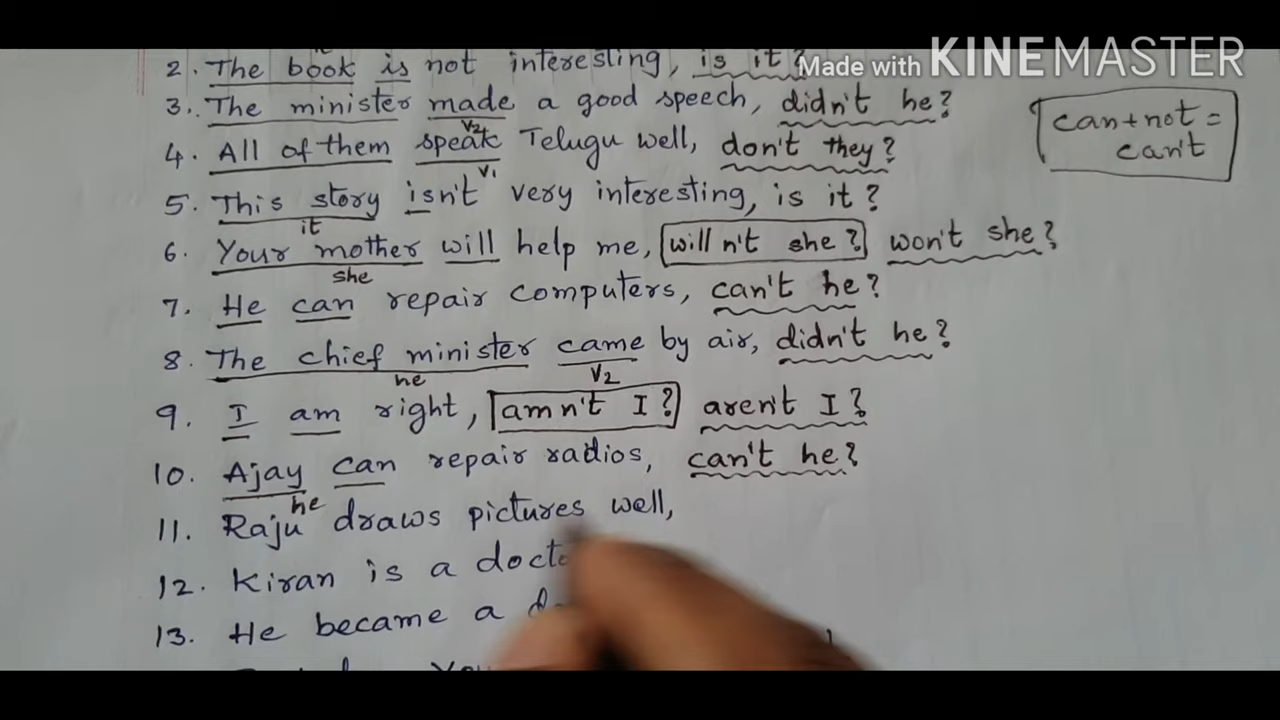 Made with KINEMASTER
2. The book is not interesting, is it?
3. The minister made a good speech, didn't he?
V2
4. All of them speak Telugu well, don't they?
V1
5. This story isn't very interesting, is it?
it
6. Your mother will help me, will n't she? won't she?
she
7. He can repair computers, can't he?
8. The chief minister came by air, didn't he?
he V2
9. I am right, amn't I? aren't I?
10. Ajay can repair radios, can't he?
he
11. Raju draws pictures well,
12. Kiran is a
13. He became a
can+not =
can't